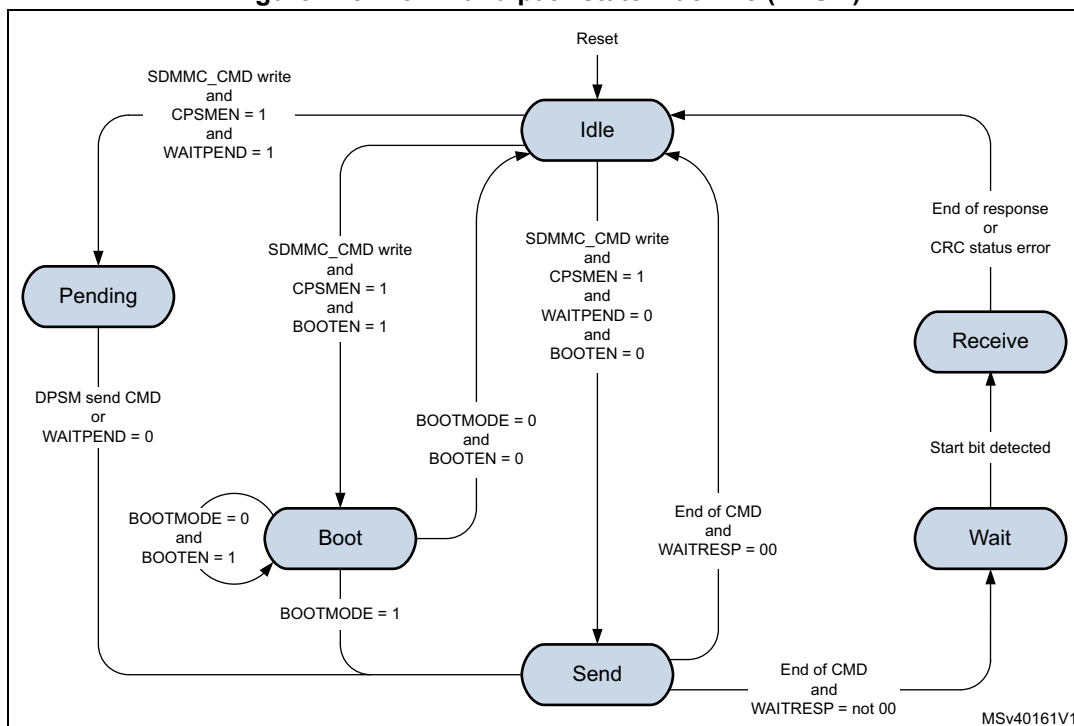 Reset
SDMMC_CMD write
and
CPSMEN = 1
and
WAITPEND = 1
Idle
SDMMC_CMD write
and
CPSMEN = 1
and
BOOTEN = 1
SDMMC_CMD write
and
CPSMEN = 1
and
WAITPEND = 0
and
BOOTEN = 0
End of response
or
CRC status error
Pending
Receive
DPSM send CMD
or
WAITPEND = 0
BOOTMODE = 0
and
BOOTEN = 0
Start bit detected
BOOTMODE = 0
and
BOOTEN = 1
Boot
End of CMD
and
WAITRESP = 00
Wait
BOOTMODE = 1
Send
End of CMD
and
WAITRESP = not 00
MSv40161V1